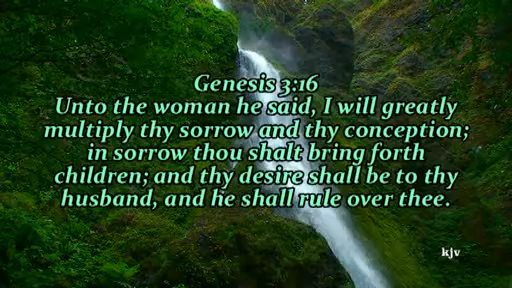 Genesis 3:16
Unto the woman he said, I will greatly
multiply thy sorrow and thy conception;
in sorrow thou shalt bring forth
children; and thy desire shall be to thy
husband, and he shall rule over thee.
kjv